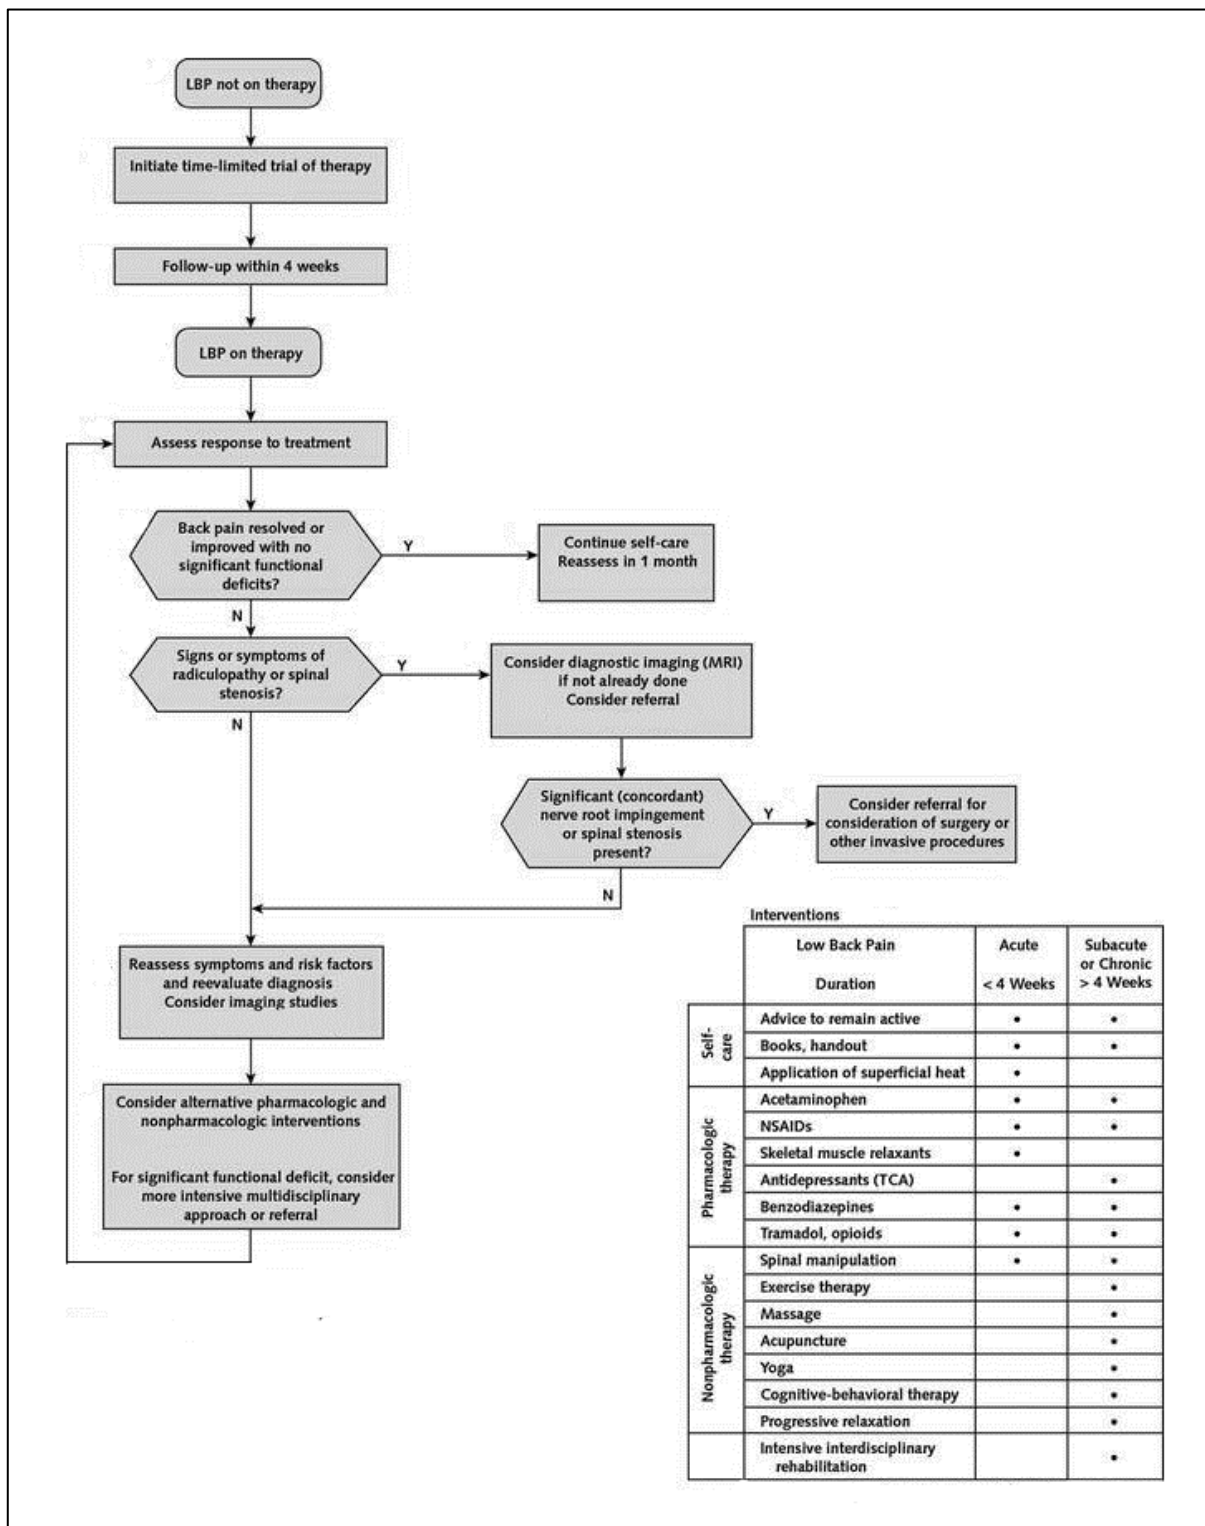 LBP not on therapy
Initiate time-limited trial of therapy
Follow-up within 4 weeks
LBP on therapy
Assess response to treatment
Back pain resolved or
improved with no
significant functional
deficits?
Y
Continue self-care
Reassess in 1 month
N
Signs or symptoms of
radiculopathy or spinal
stenosis?
Y
Consider diagnostic imaging (MRI)
if not already done
Consider referral
N
Significant (concordant)
nerve root impingement
or spinal stenosis
present?
Y
Consider referral for
consideration of surgery or
other invasive procedures
N
Reassess symptoms and risk factors
and reevaluate diagnosis
Consider imaging studies
Consider alternative pharmacologic and
nonpharmacologic interventions
For significant functional deficit, consider
more intensive multidisciplinary
approach or referral
Interventions
Low Back Pain Acute Subacute
or Chronic
Duration < 4 Weeks > 4 Weeks
Self-
care
Advice to remain active • •
Books, handout • •
Application of superficial heat •
Pharmacologic
therapy
Acetaminophen • •
NSAIDs • •
Skeletal muscle relaxants •
Antidepressants (TCA) •
Benzodiazepines • •
Tramadol, opioids • •
Nonpharmacologic
therapy
Spinal manipulation • •
Exercise therapy •
Massage •
Acupuncture •
Yoga •
Cognitive-behavioral therapy •
Progressive relaxation •
Intensive interdisciplinary
rehabilitation •